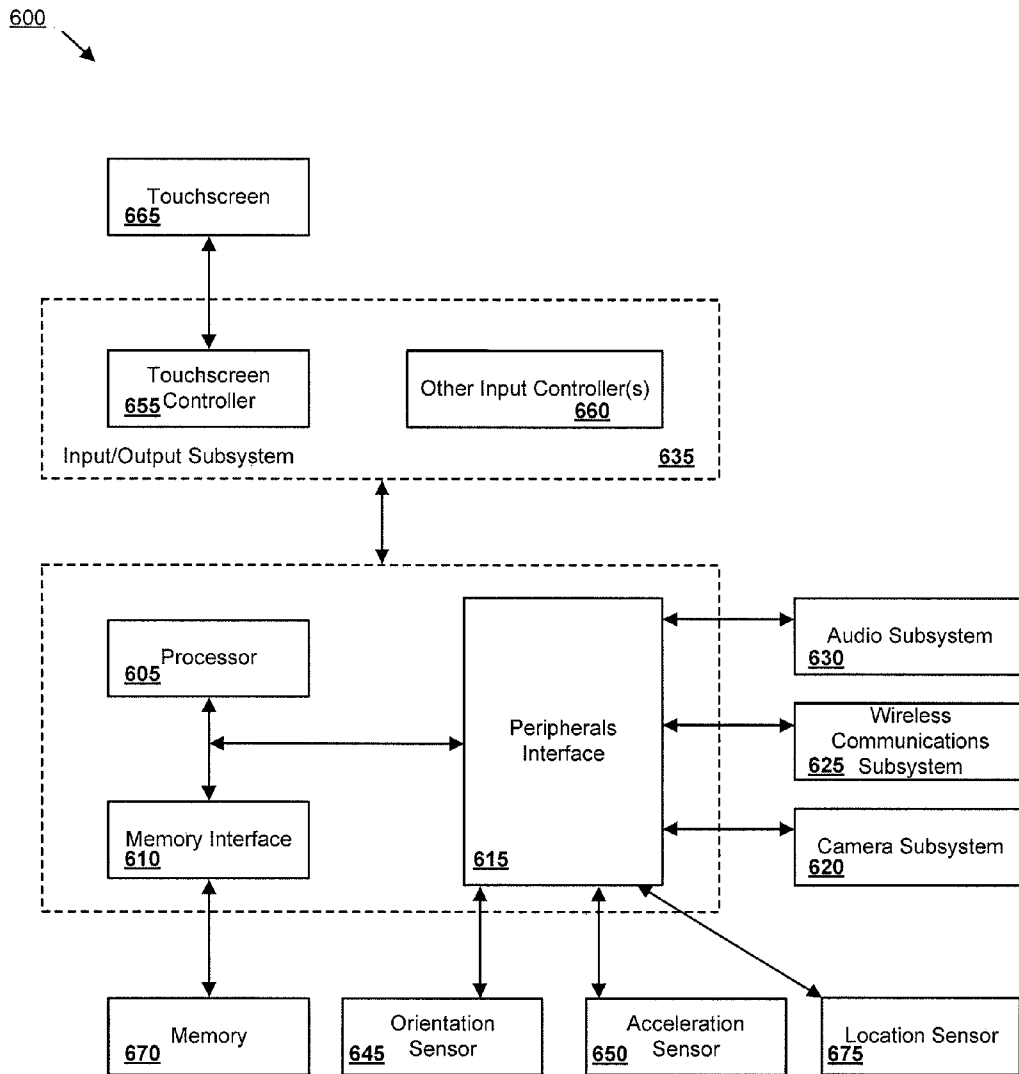 600
Touchscreen
665
Touchscreen
655 Controller
Other Input Controller(s)
660
Input/Output Subsystem
635
Processor
605
Memory Interface
610
Peripherals
Interface
615
Audio Subsystem
630
Wireless
Communications
625 Subsystem
Camera Subsystem
620
Memory
670
Orientation
645 Sensor
Acceleration
650 Sensor
Location Sensor
675